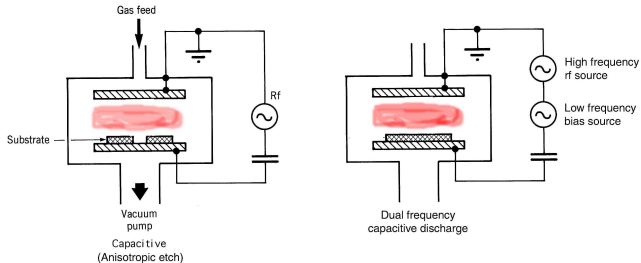 Gas feed
Rf
Substrate
Vacuum
pump
Capacitive
(Anisotropic etch)
High frequency
rf source
Low frequency
bias source
Dual frequency
capacitive discharge